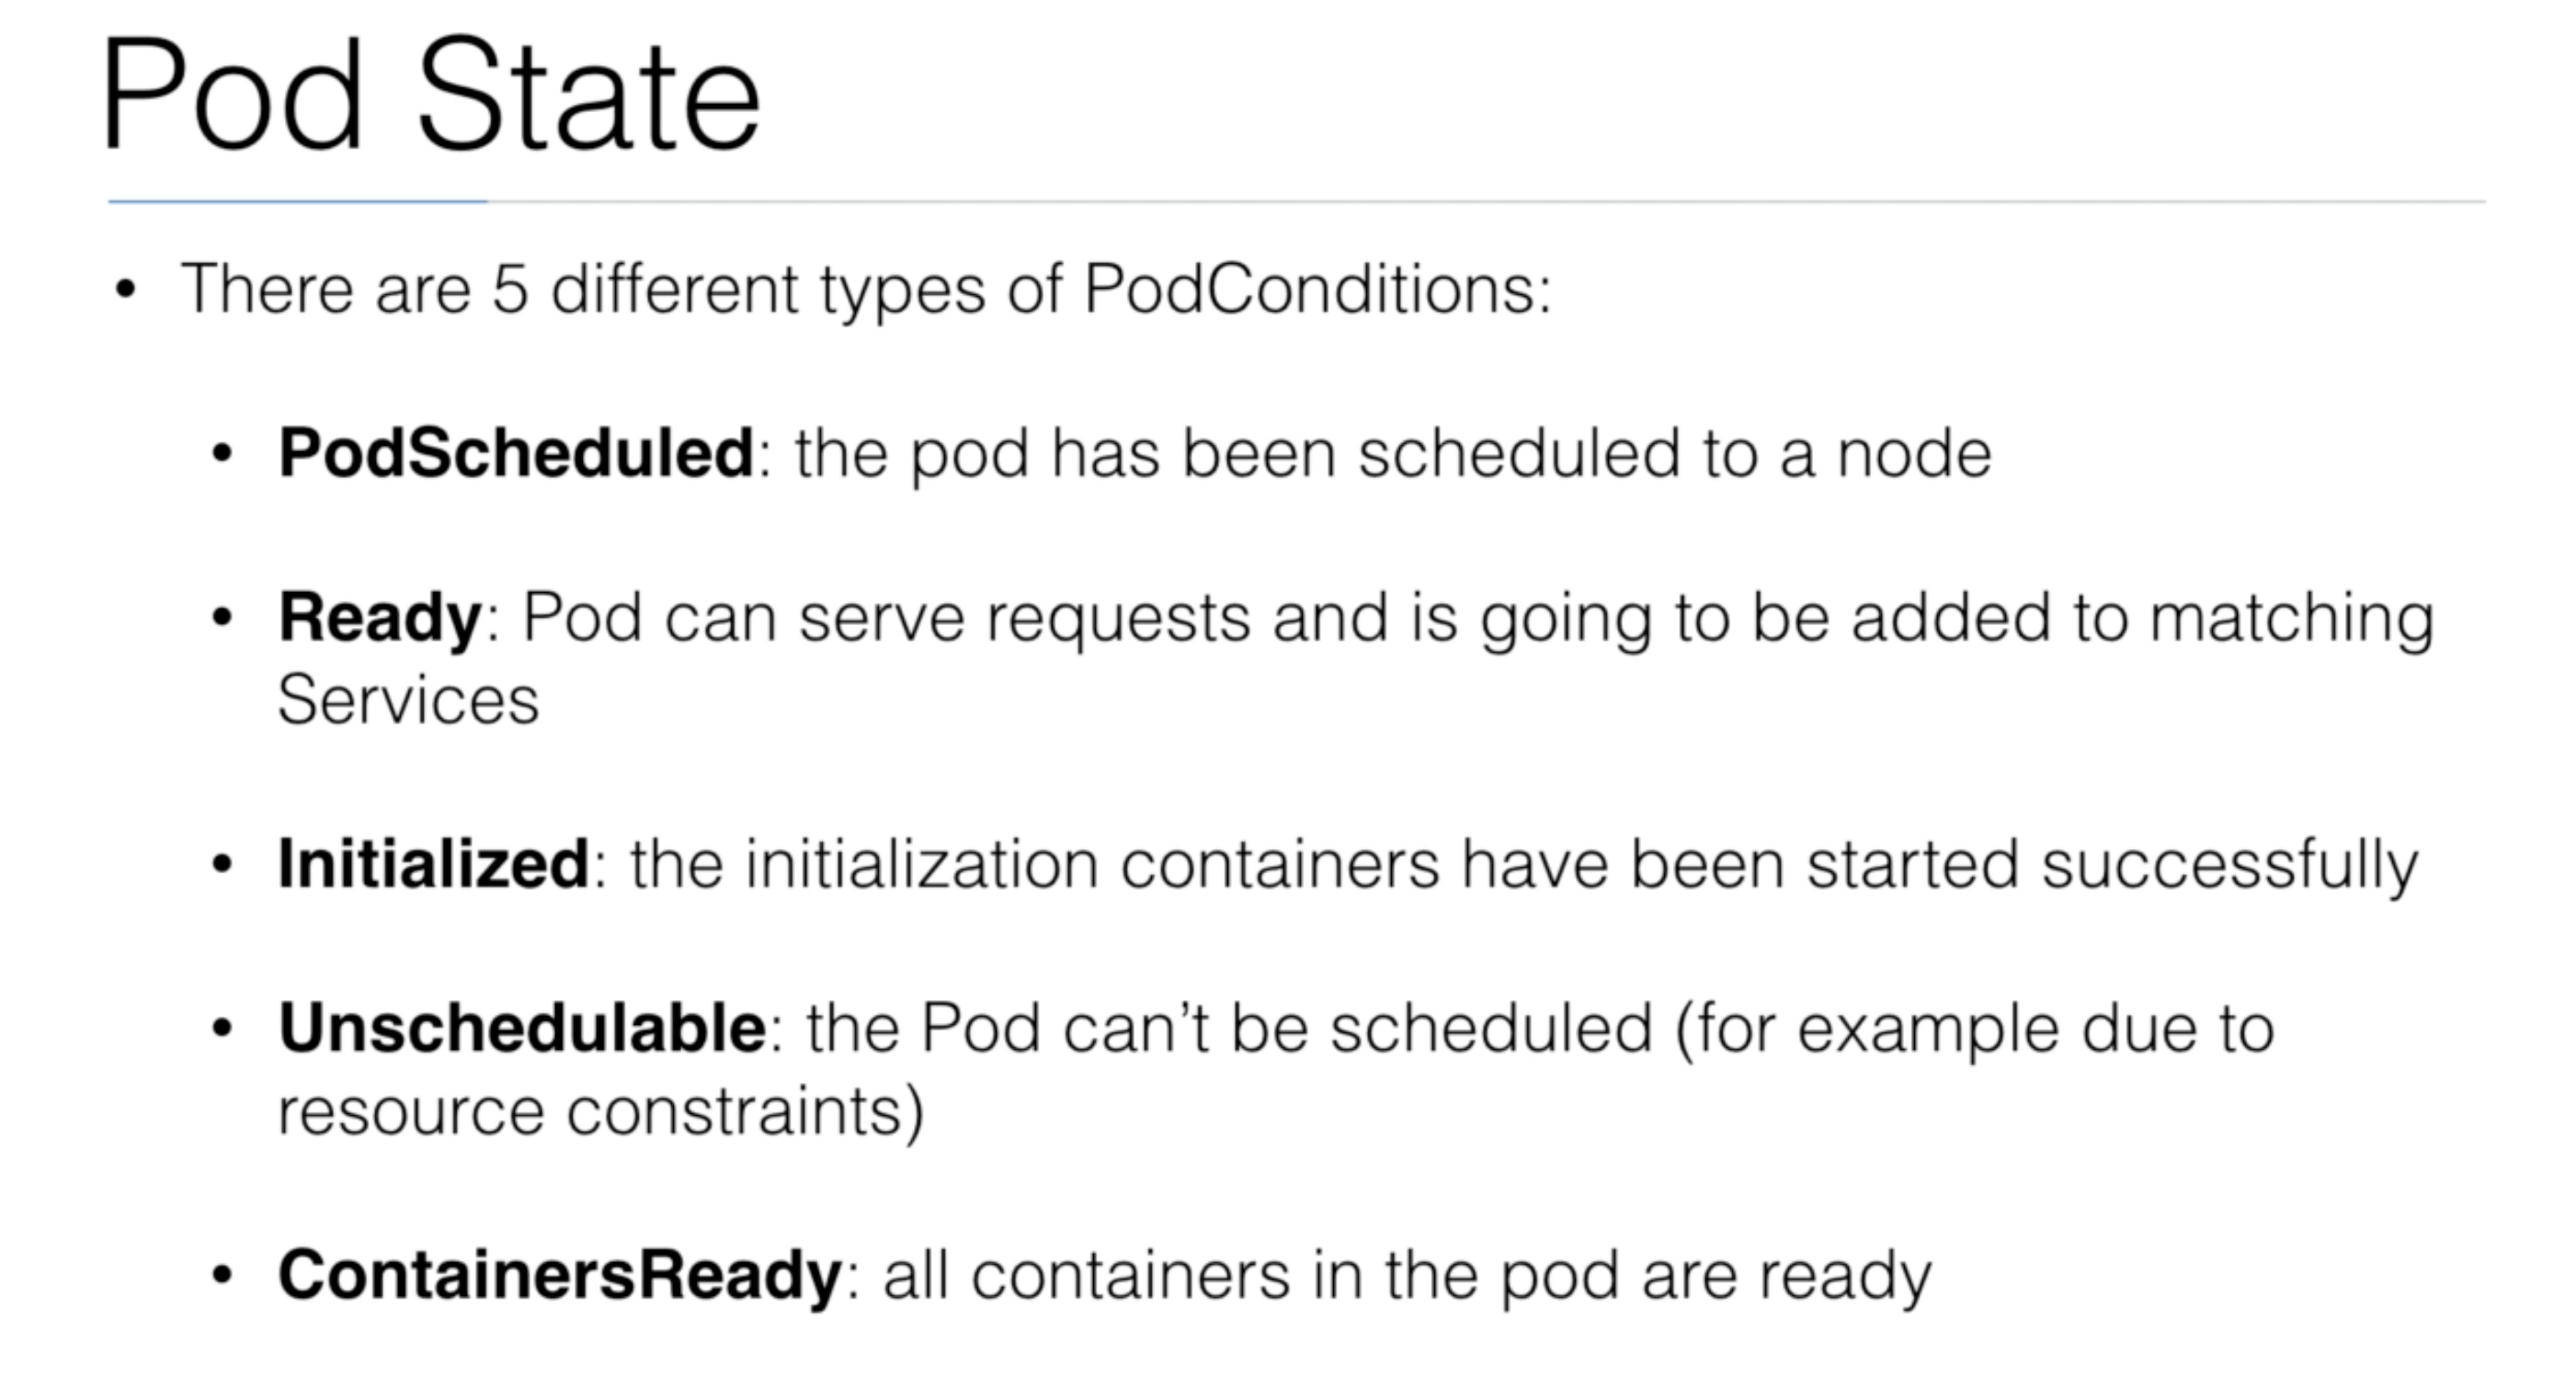 Pod State
• There are 5 different types of PodConditions:
• PodScheduled: the pod has been scheduled to a node
• Ready: Pod can serve requests and is going to be added to matching
Services
• Initialized: the initialization containers have been started successfully
• Unschedulable: the Pod can’t be scheduled (for example due to
resource constraints)
• ContainersReady: all containers in the pod are ready